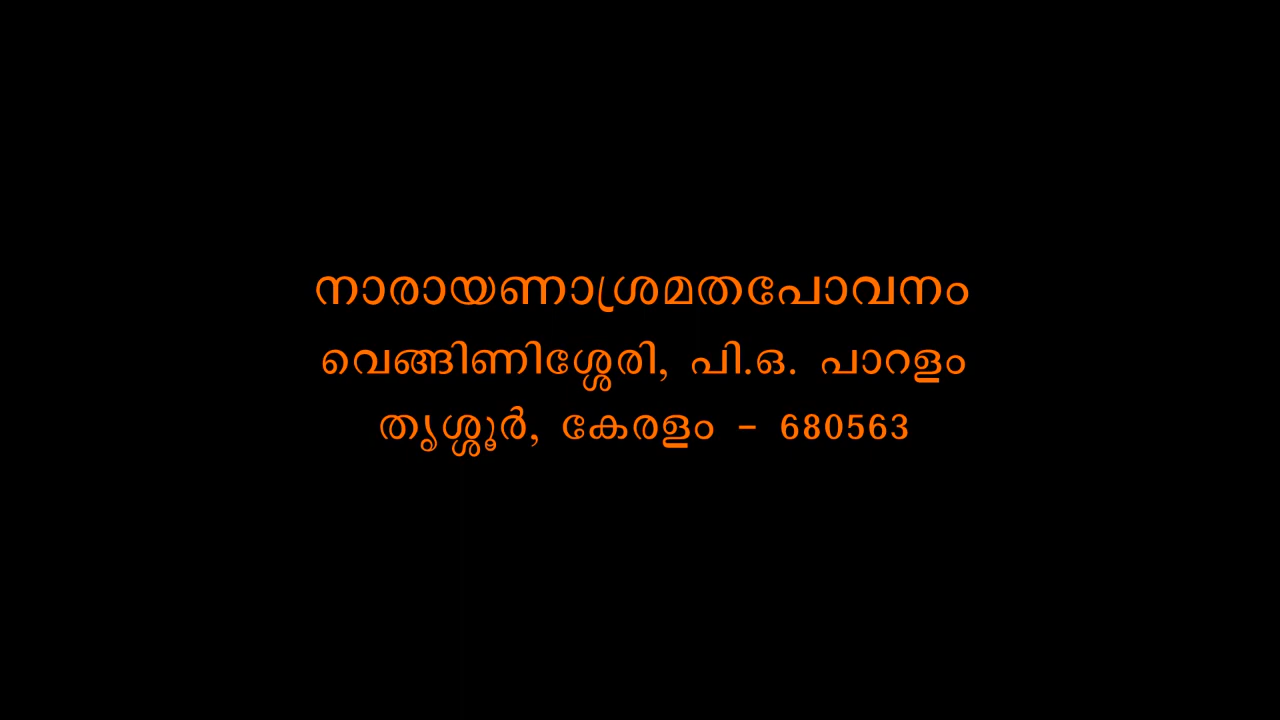 നാരായണാശ്രമതപോവനം
വെങ്ങിണിശ്ശേരി, പി.ഒ. പാറളം
തൃശ്ശൂർ, കേരളം - 680563